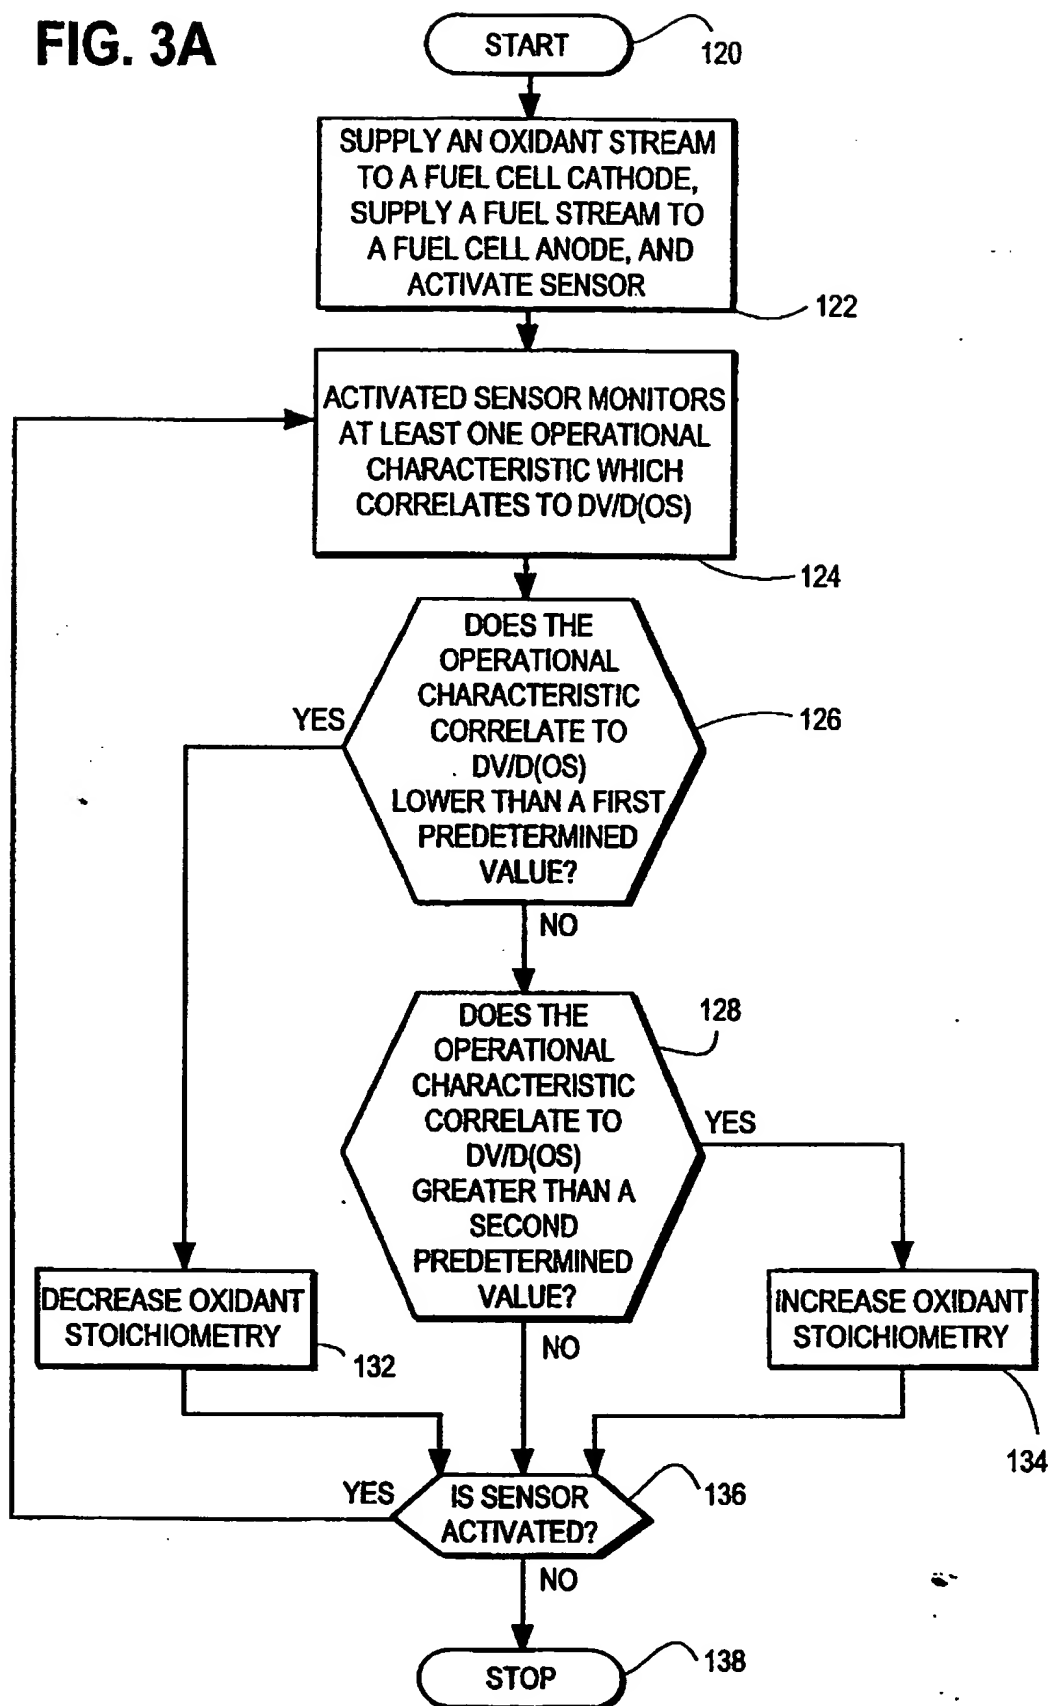 FIG. 3A
START
120
SUPPLY AN OXIDANT STREAM
TO A FUEL CELL CATHODE,
SUPPLY A FUEL STREAM TO
A FUEL CELL ANODE, AND
ACTIVATE SENSOR
122
ACTIVATED SENSOR MONITORS
AT LEAST ONE OPERATIONAL
CHARACTERISTIC WHICH
CORRELATES TO DV/D(OS)
124
DOES THE
OPERATIONAL
CHARACTERISTIC
CORRELATE TO
DV/D(OS)
LOWER THAN A FIRST
PREDETERMINED
VALUE?
YES
126
NO
DOES THE
OPERATIONAL
CHARACTERISTIC
CORRELATE TO
DV/D(OS)
GREATER THAN A
SECOND
PREDETERMINED
VALUE?
128
YES
NO
DECREASE OXIDANT
STOICHIOMETRY
132
INCREASE OXIDANT
STOICHIOMETRY
134
YES
IS SENSOR
ACTIVATED?
136
NO
STOP
138